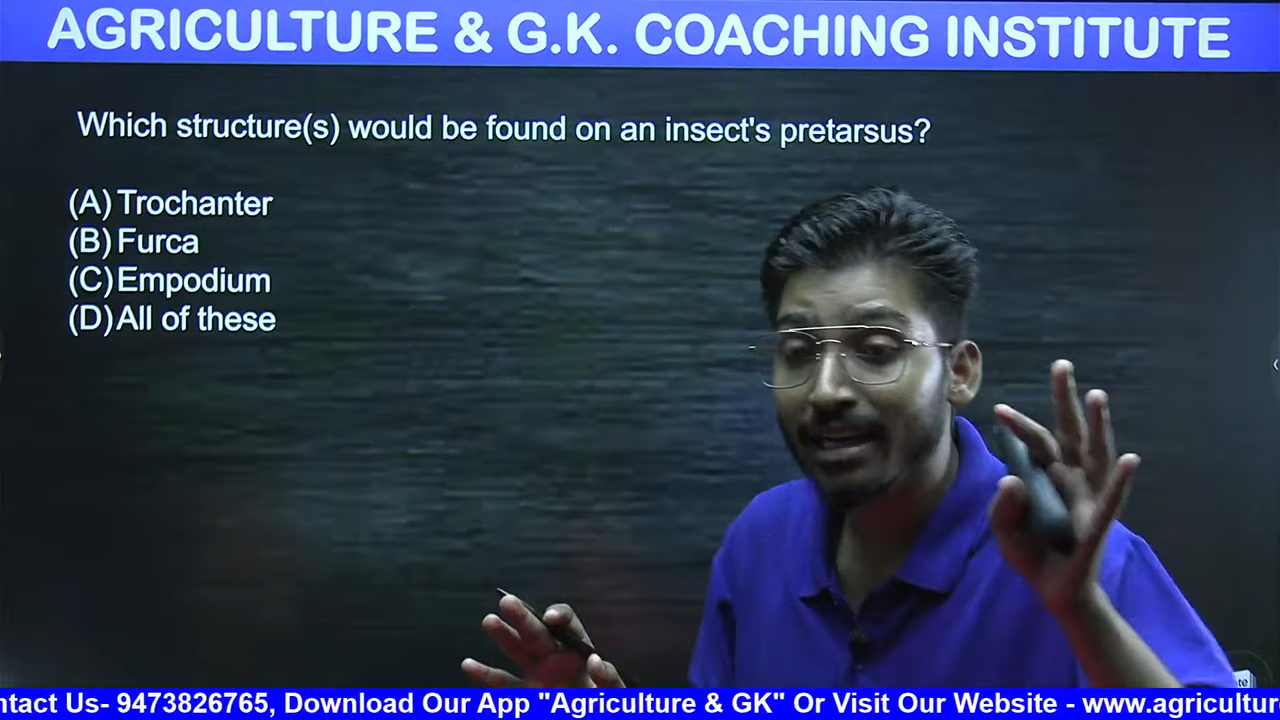 AGRICULTURE & G.K. COACHING INSTITUTE
Which structure(s) would be found on an insect's pretarsus?
(A) Trochanter
(B) Furca
(C) Empodium
(D) All of these
ntact Us- 9473826765, Download Our App "Agriculture & GK" Or Visit Our Website - www.agricultur